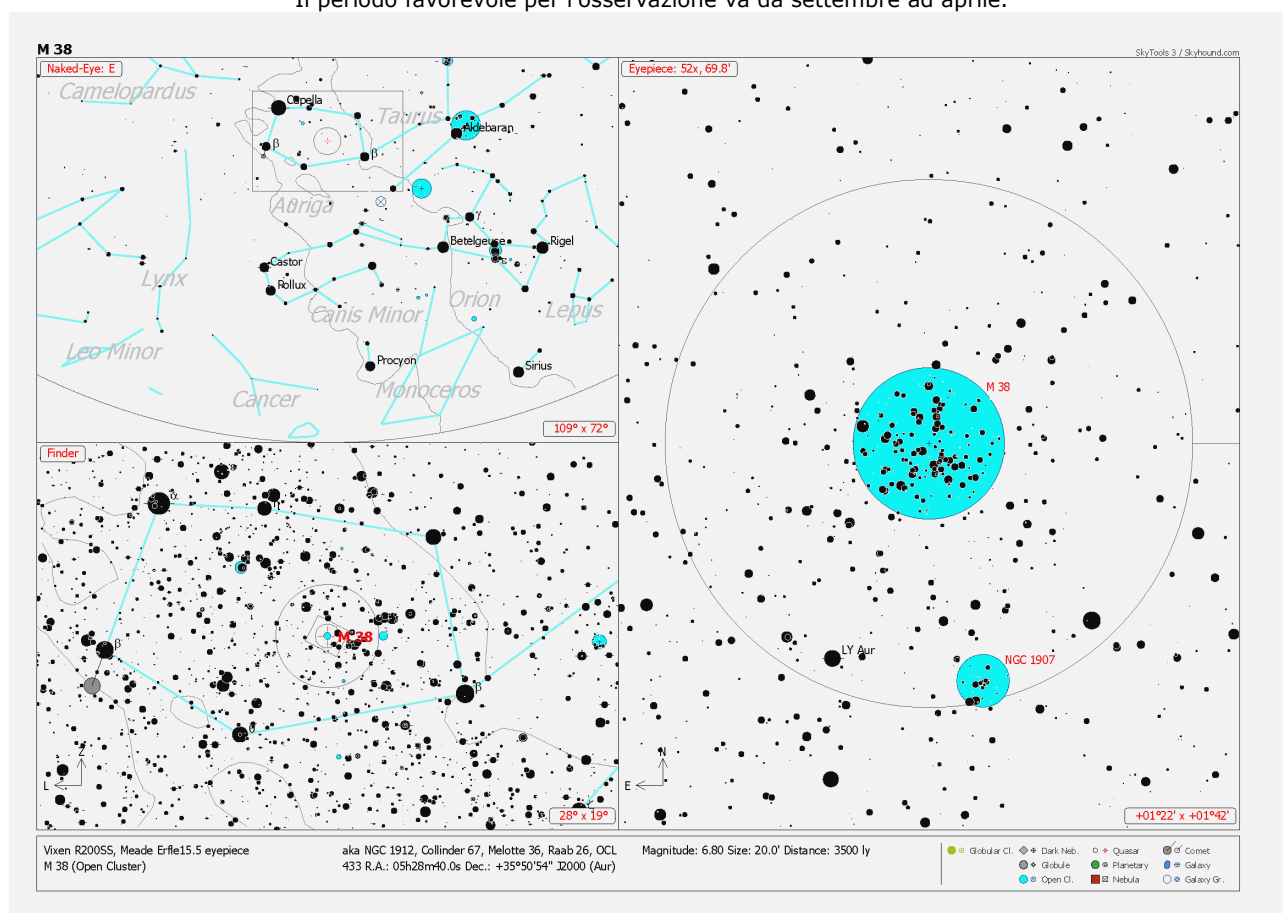 Il periodo favorevole per l'osservazione va da settembre ad aprile.
M 38
SkyTools 3 / Skyhound.com
Naked-Eye: E
Camelopardus
Capella
Taurus
Aldebaran
β
β
Auriga
γ
Betelgeuse
Rigel
Castor
ε
Pollux
Lynx
Orion
Canis Minor
Lepus
Leo Minor
Procyon
Sirius
Monoceros
Cancer
109° x 72°
Eyepiece: 52x, 69.8'
M 38
LY Aur
NGC 1907
N
E
+01°22' x +01°42'
Finder
α
η
M 38
β
β
θ
Z
L
28° x 19°
Vixen R200SS, Meade Erfle15.5 eyepiece
M 38 (Open Cluster)
aka NGC 1912, Collinder 67, Melotte 36, Raab 26, OCL
433 R.A.: 05h28m40.0s Dec.: +35°50'54" J2000 (Aur)
Magnitude: 6.80 Size: 20.0' Distance: 3500 ly
Globular Cl. Dark Neb. Quasar Comet
Globule Planetary Galaxy
Open Cl. Nebula Galaxy Gr.